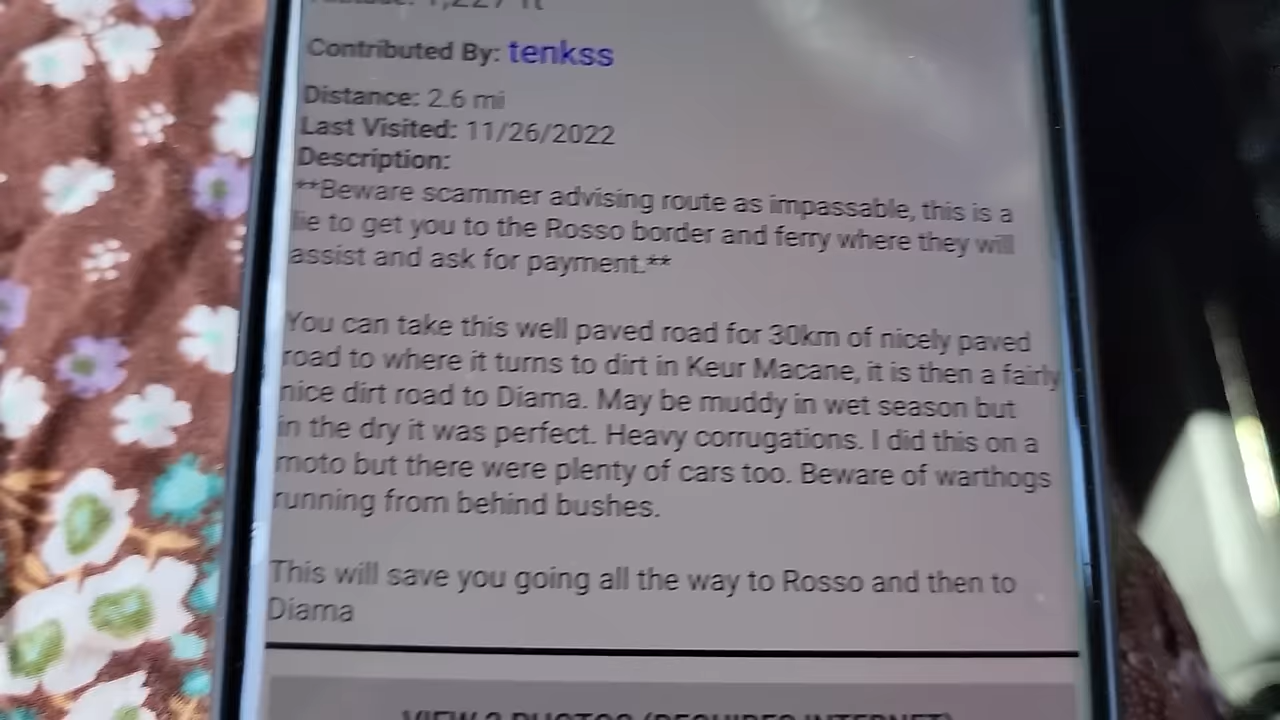 Contributed By: tenkss
Distance: 2.6 mi
Last Visited: 11/26/2022
Description:
**Beware scammer advising route as impassable, this is a
lie to get you to the Rosso border and ferry where they will
assist and ask for payment.**
You can take this well paved road for 30km of nicely paved
road to where it turns to dirt in Keur Macane, it is then a fairly
nice dirt road to Diama. May be muddy in wet season but
in the dry it was perfect. Heavy corrugations. I did this on a
moto but there were plenty of cars too. Beware of warthogs
running from behind bushes.
This will save you going all the way to Rosso and then to
Diama
VIEW 2 PHOTOS (REQUIRES INTERNET)